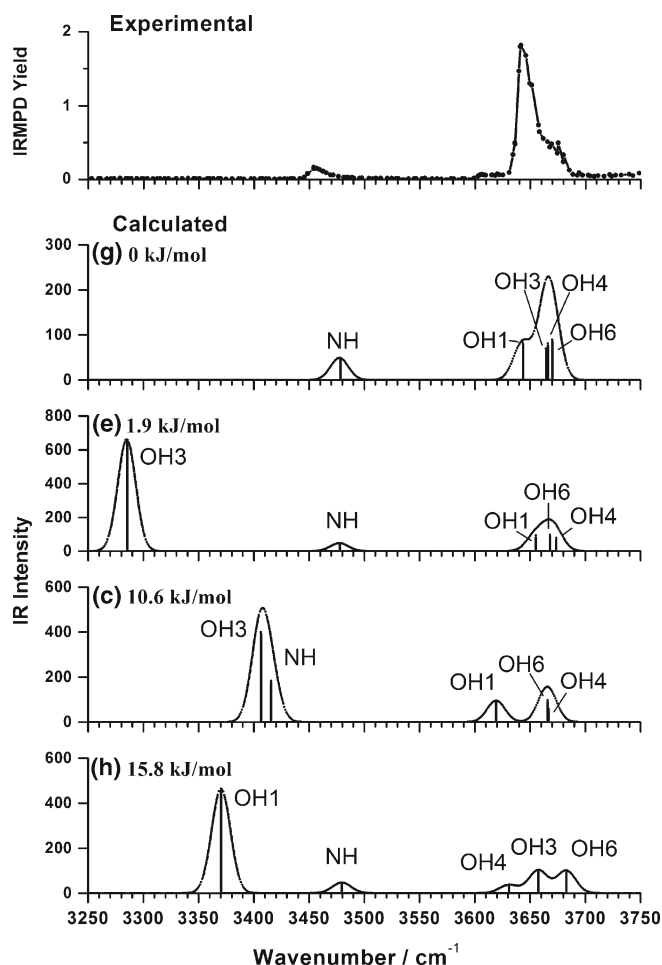 Experimental
IRMPD Yield
2
1
0
Calculated
(g) 0 kJ/mol
300
200
100
0
NH
OH1
OH3
OH4
OH6
(e) 1.9 kJ/mol
800
600
400
200
0
OH3
NH
OH1
OH6
OH4
IR Intensity
(c) 10.6 kJ/mol
600
400
200
0
OH3
NH
OH1
OH6
OH4
(h) 15.8 kJ/mol
600
400
200
0
OH1
NH
OH4
OH3
OH6
3250 3300 3350 3400 3450 3500 3550 3600 3650 3700 3750
Wavenumber / cm⁻¹